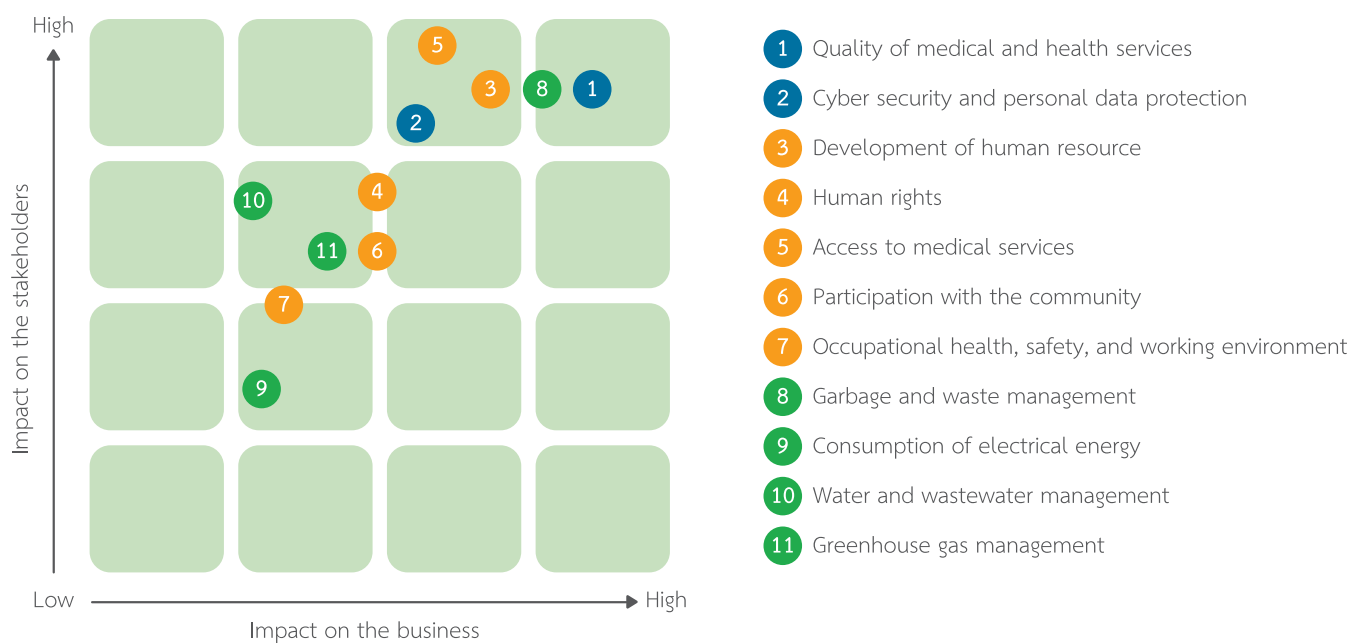 High
Impact on the stakeholders
5
3
8
1
2
10
4
11
6
7
9
Low
High
Impact on the business
1 Quality of medical and health services
2 Cyber security and personal data protection
3 Development of human resource
4 Human rights
5 Access to medical services
6 Participation with the community
7 Occupational health, safety, and working environment
8 Garbage and waste management
9 Consumption of electrical energy
10 Water and wastewater management
11 Greenhouse gas management